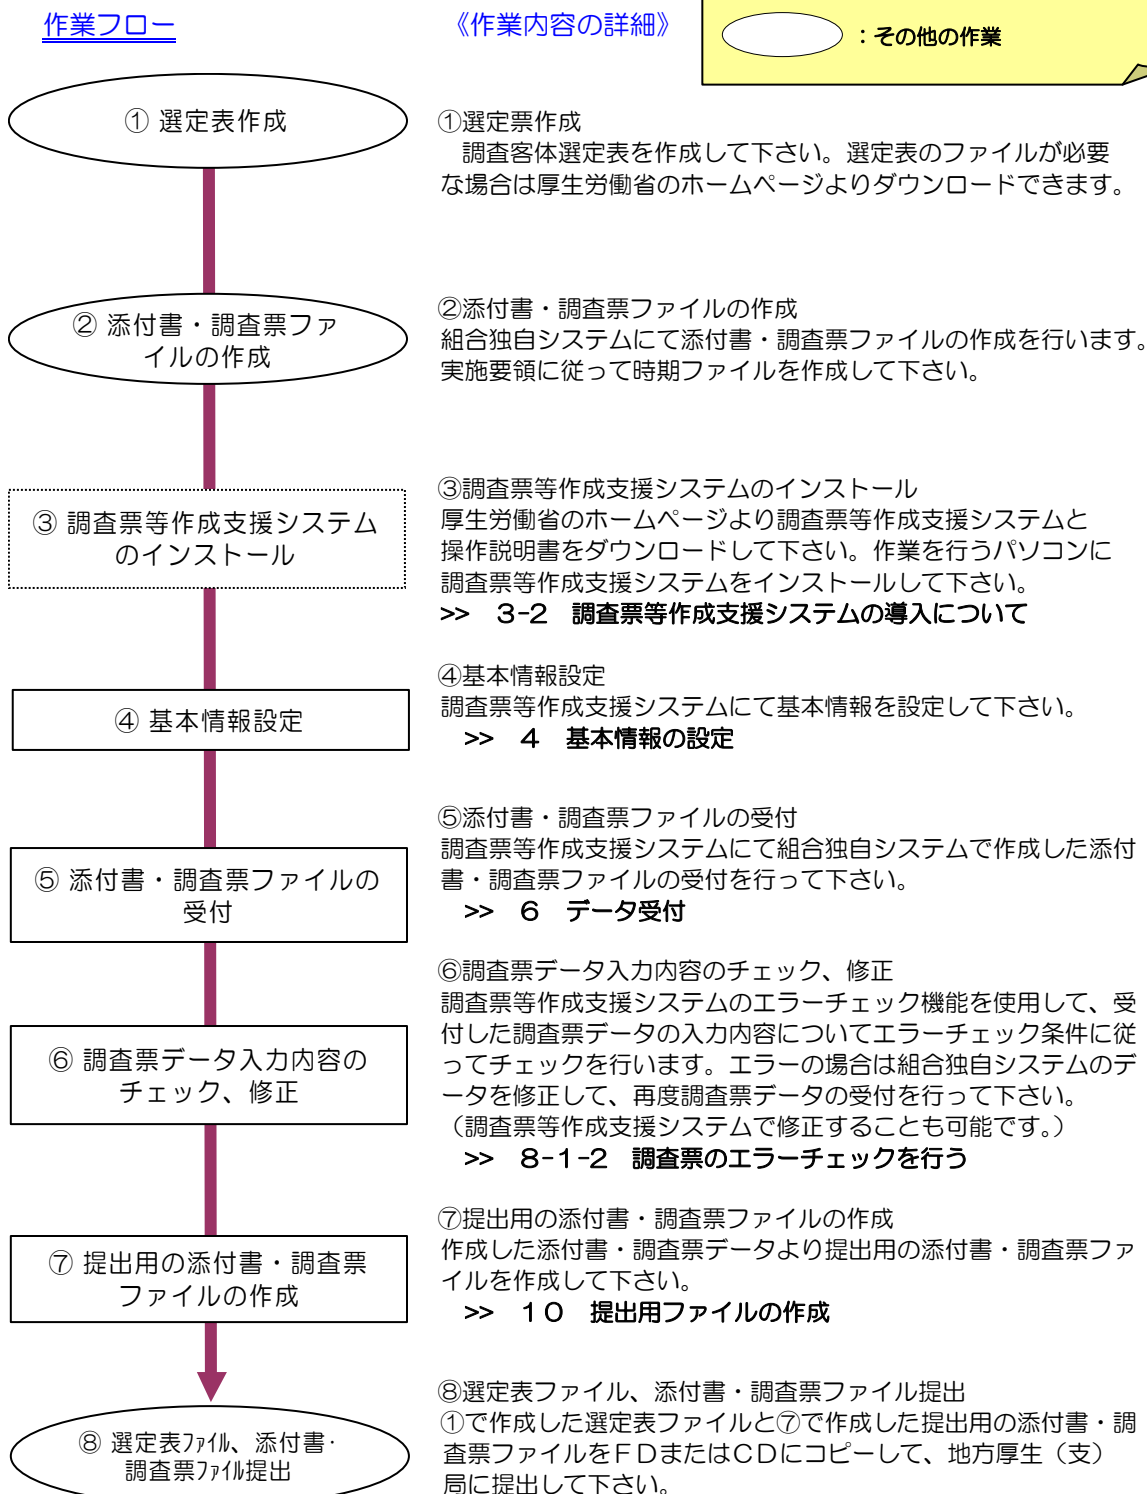 作業フロー
《作業内容の詳細》
：その他の作業
① 選定表作成
①選定票作成
調査客体選定表を作成して下さい。選定表のファイルが必要
な場合は厚生労働省のホームページよりダウンロードできます。
② 添付書・調査票ファ
イルの作成
②添付書・調査票ファイルの作成
組合独自システムにて添付書・調査票ファイルの作成を行います。
実施要領に従って時期ファイルを作成して下さい。
③ 調査票等作成支援システム
のインストール
③調査票等作成支援システムのインストール
厚生労働省のホームページより調査票等作成支援システムと
操作説明書をダウンロードして下さい。作業を行うパソコンに
調査票等作成支援システムをインストールして下さい。
>> ３-２ 調査票等作成支援システムの導入について
④ 基本情報設定
④基本情報設定
調査票等作成支援システムにて基本情報を設定して下さい。
>> ４ 基本情報の設定
⑤ 添付書・調査票ファイルの
受付
⑤添付書・調査票ファイルの受付
調査票等作成支援システムにて組合独自システムで作成した添付
書・調査票ファイルの受付を行って下さい。
>> ６ データ受付
⑥ 調査票データ入力内容の
チェック、修正
⑥調査票データ入力内容のチェック、修正
調査票等作成支援システムのエラーチェック機能を使用して、受
付した調査票データの入力内容についてエラーチェック条件に従
ってチェックを行います。エラーの場合は組合独自システムのデ
ータを修正して、再度調査票データの受付を行って下さい。
（調査票等作成支援システムで修正することも可能です。）
>> ８-１-２ 調査票のエラーチェックを行う
⑦ 提出用の添付書・調査票
ファイルの作成
⑦提出用の添付書・調査票ファイルの作成
作成した添付書・調査票データより提出用の添付書・調査票ファ
イルを作成して下さい。
>> １０ 提出用ファイルの作成
⑧ 選定表ﾌｧｲﾙ、添付書・
調査票ﾌｧｲﾙ提出
⑧選定表ファイル、添付書・調査票ファイル提出
①で作成した選定表ファイルと⑦で作成した提出用の添付書・調
査票ファイルをＦＤまたはＣＤにコピーして、地方厚生（支）
局に提出して下さい。